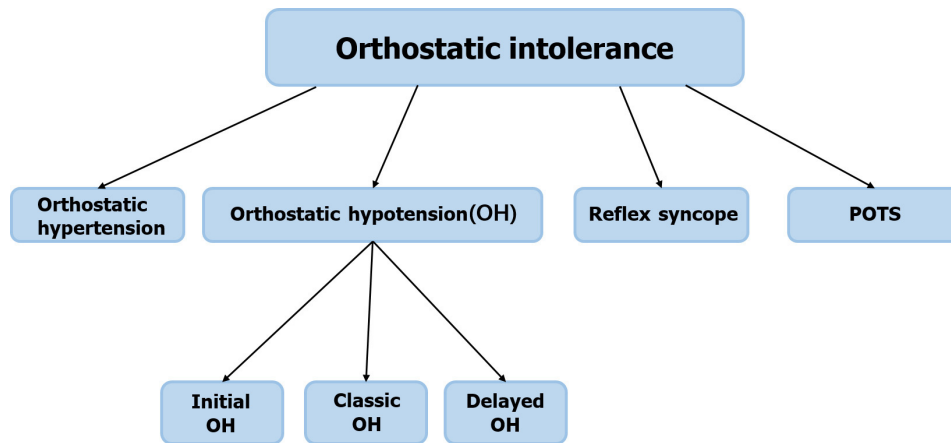 Orthostatic intolerance
Orthostatic
hypertension
Orthostatic hypotension(OH)
Reflex syncope
POTS
Initial
OH
Classic
OH
Delayed
OH